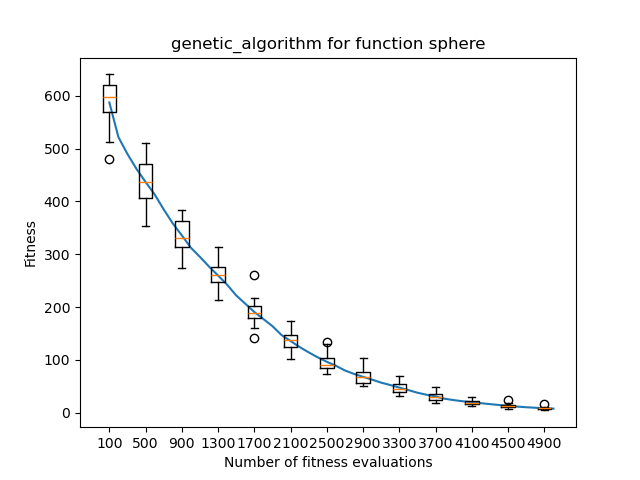 genetic_algorithm for function sphere
600
500
400
300
200
100
0
Fitness
100 500 900 1300 1700 2100 2500 2900 3300 3700 4100 4500 4900
Number of fitness evaluations